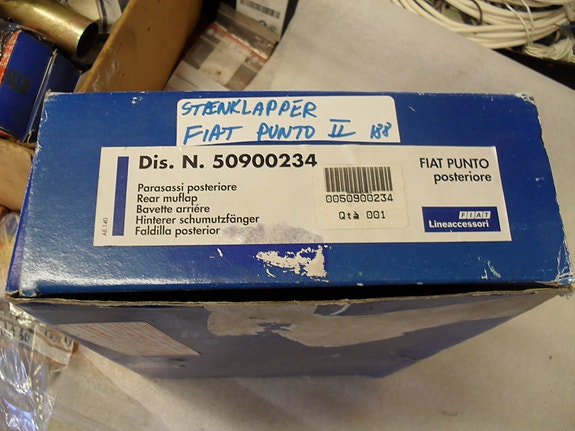 STÆNKLAPPER
FIAT PUNTO II 188
Dis. N. 50900234
Parasassi posteriore
Rear muflap
Bavette arriére
Hinterer schumutzfänger
Faldilla posterior
0050900234
Qtà 001
FIAT PUNTO
posteriore
FIAT
Lineaccessori